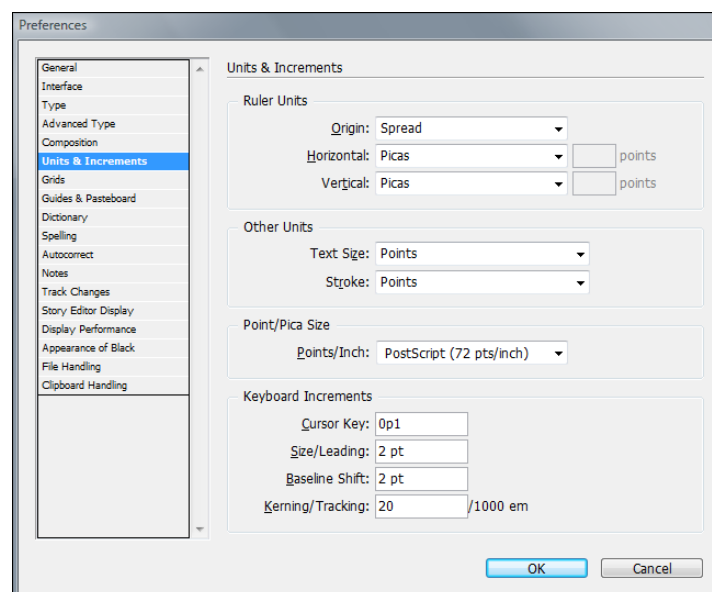 Preferences
General
Interface
Type
Advanced Type
Composition
Units & Increments
Grids
Guides & Pasteboard
Dictionary
Spelling
Autocorrect
Notes
Track Changes
Story Editor Display
Display Performance
Appearance of Black
File Handling
Clipboard Handling
Units & Increments
Ruler Units
Origin: Spread
Horizontal: Picas points
Vertical: Picas points
Other Units
Text Size: Points
Stroke: Points
Point/Pica Size
Points/Inch: PostScript (72 pts/inch)
Keyboard Increments
Cursor Key: 0p1
Size/Leading: 2 pt
Baseline Shift: 2 pt
Kerning/Tracking: 20 /1000 em
OK Cancel